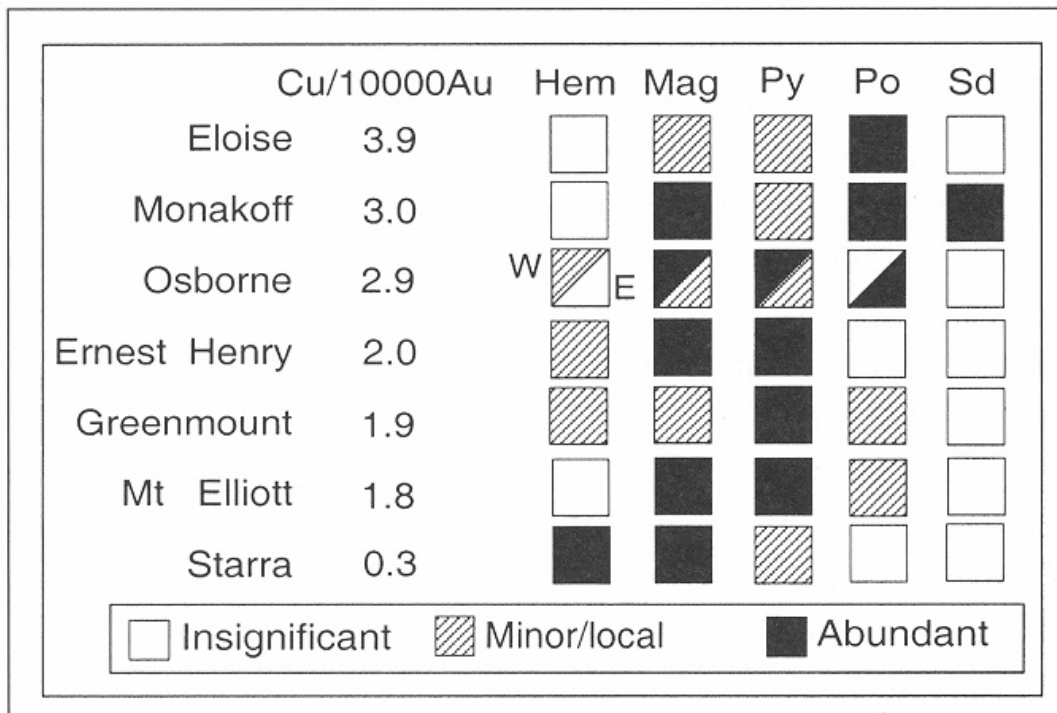 Cu/10000Au Hem Mag Py Po Sd
Eloise 3.9
Monakoff 3.0
Osborne 2.9 W E
Ernest Henry 2.0
Greenmount 1.9
Mt Elliott 1.8
Starra 0.3
Insignificant Minor/local Abundant